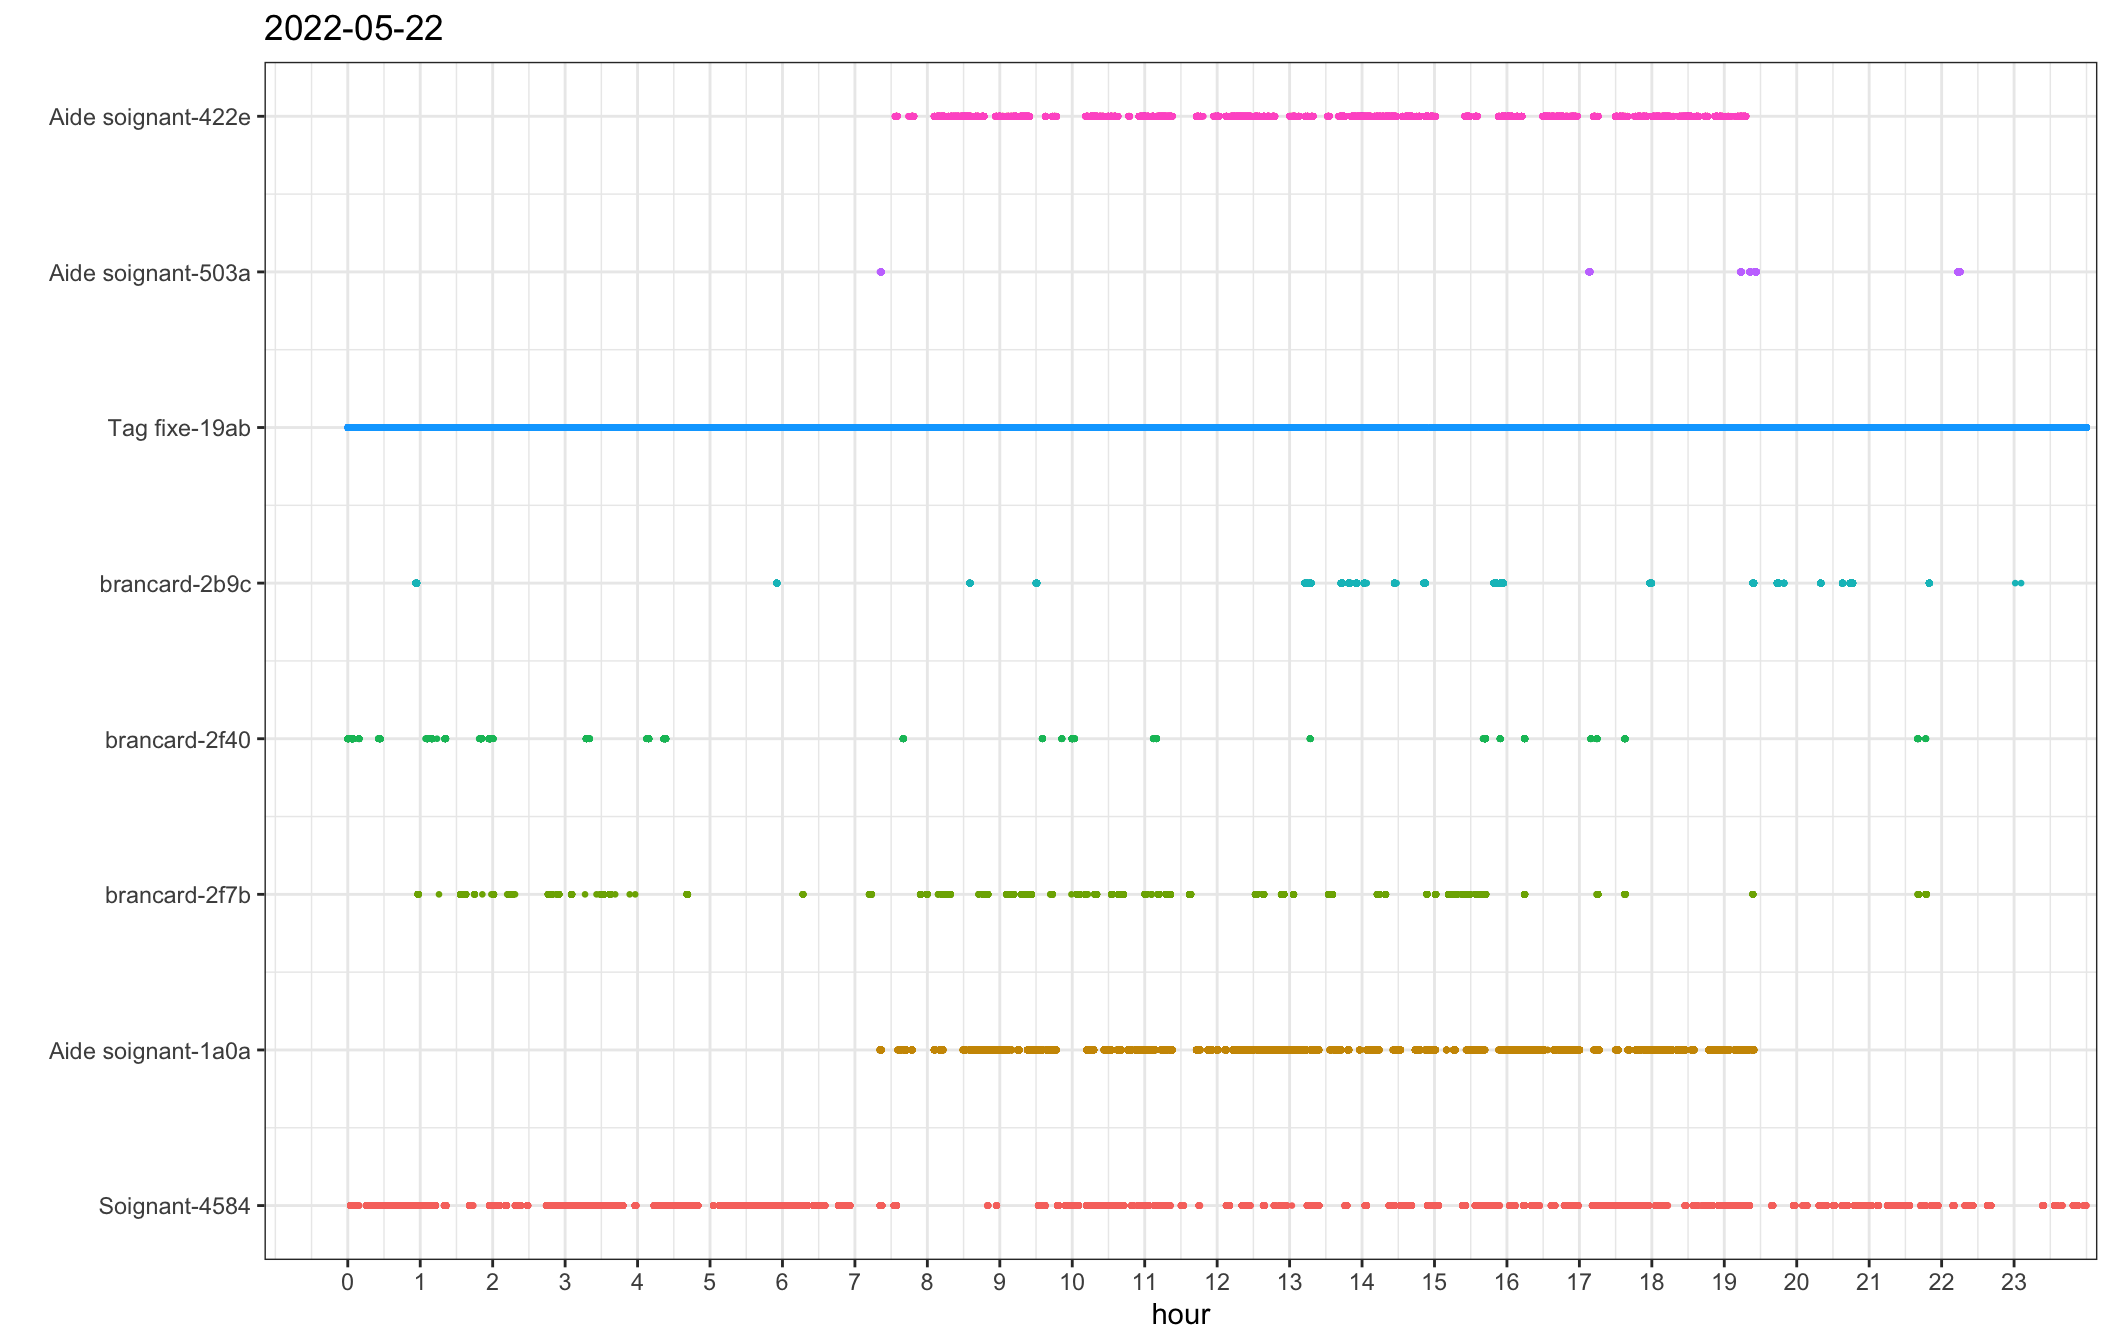 2022-05-22
Aide soignant-422e
Aide soignant-503a
Tag fixe-19ab
brancard-2b9c
brancard-2f40
brancard-2f7b
Aide soignant-1a0a
Soignant-4584
0 1 2 3 4 5 6 7 8 9 10 11 12 13 14 15 16 17 18 19 20 21 22 23
hour